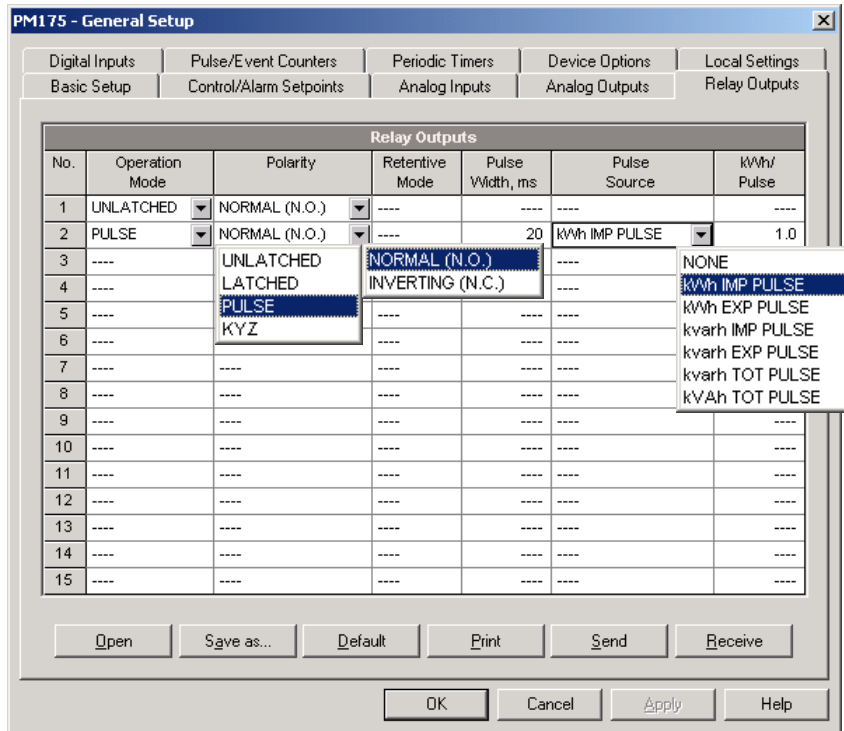 PM175 - General Setup
Digital Inputs Pulse/Event Counters Periodic Timers Device Options Local Settings
Basic Setup Control/Alarm Setpoints Analog Inputs Analog Outputs Relay Outputs
Relay Outputs
No. Operation Mode Polarity Retentive Mode Pulse Width, ms Pulse Source kWh/ Pulse
1 UNLATCHED NORMAL (N.O.) ---- ---- ---- ----
2 PULSE NORMAL (N.O.) ---- 20 kWh IMP PULSE 1.0
3 ---- ----
4 ---- ----
5 ---- ---- ---- ----
6 ---- ---- ---- ----
7 ---- ---- ---- ---- ----
8 ---- ---- ---- ---- ----
9 ---- ---- ---- ---- ---- ----
10 ---- ---- ---- ---- ---- ----
11 ---- ---- ---- ---- ---- ----
12 ---- ---- ---- ---- ---- ----
13 ---- ---- ---- ---- ---- ----
14 ---- ---- ---- ---- ---- ----
15 ---- ---- ---- ---- ---- ----
UNLATCHED
LATCHED
PULSE
KYZ
NORMAL (N.O.)
INVERTING (N.C.)
NONE
kWh IMP PULSE
kWh EXP PULSE
kvarh IMP PULSE
kvarh EXP PULSE
kvarh TOT PULSE
kVAh TOT PULSE
Open Save as... Default Print Send Receive
OK Cancel Apply Help